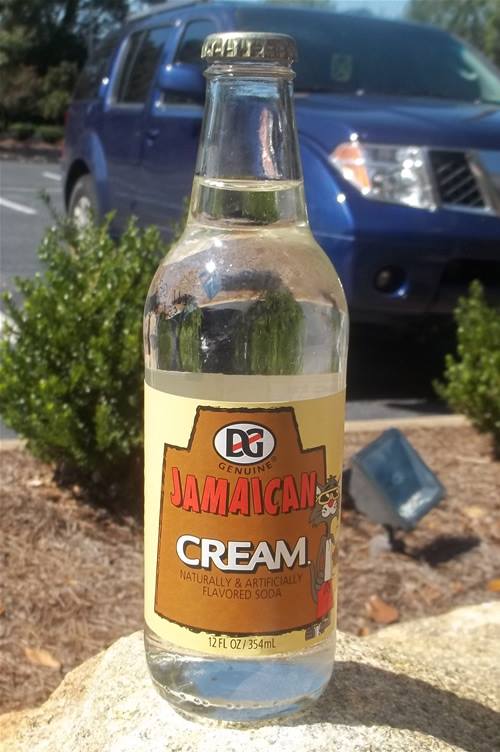 DG
GENUINE®
JAMAICAN
CREAM
NATURALLY & ARTIFICIALLY
FLAVORED SODA
12 FL OZ/354mL